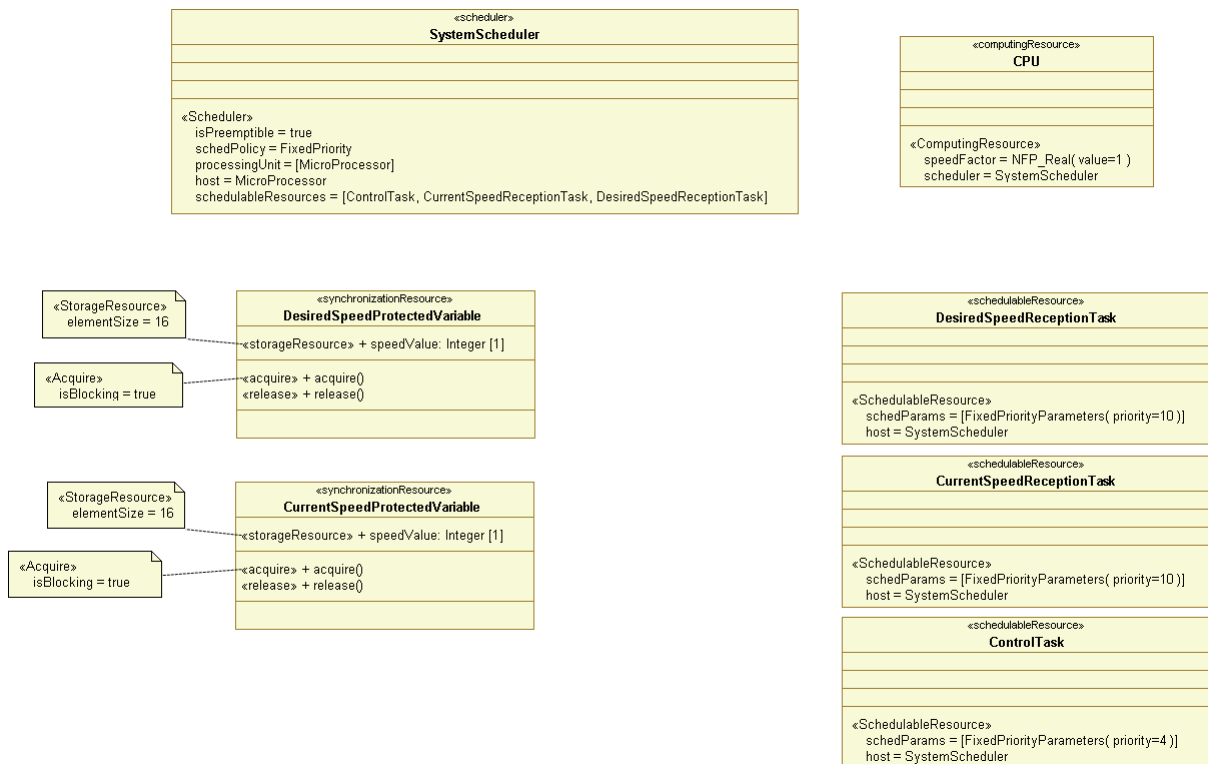 «scheduler»
SystemScheduler
«Scheduler»
isPreemptible = true
schedPolicy = FixedPriority
processingUnit = [MicroProcessor]
host = MicroProcessor
schedulableResources = [ControlTask, CurrentSpeedReceptionTask, DesiredSpeedReceptionTask]
«computingResource»
CPU
«ComputingResource»
speedFactor = NFP_Real( value=1 )
scheduler = SystemScheduler
«StorageResource»
elementSize = 16
«Acquire»
isBlocking = true
«synchronizationResource»
DesiredSpeedProtectedVariable
«storageResource» + speedValue: Integer [1]
«acquire» + acquire()
«release» + release()
«StorageResource»
elementSize = 16
«Acquire»
isBlocking = true
«synchronizationResource»
CurrentSpeedProtectedVariable
«storageResource» + speedValue: Integer [1]
«acquire» + acquire()
«release» + release()
«schedulableResource»
DesiredSpeedReceptionTask
«SchedulableResource»
schedParams = [FixedPriorityParameters( priority=10 )]
host = SystemScheduler
«schedulableResource»
CurrentSpeedReceptionTask
«SchedulableResource»
schedParams = [FixedPriorityParameters( priority=10 )]
host = SystemScheduler
«schedulableResource»
ControlTask
«SchedulableResource»
schedParams = [FixedPriorityParameters( priority=4 )]
host = SystemScheduler